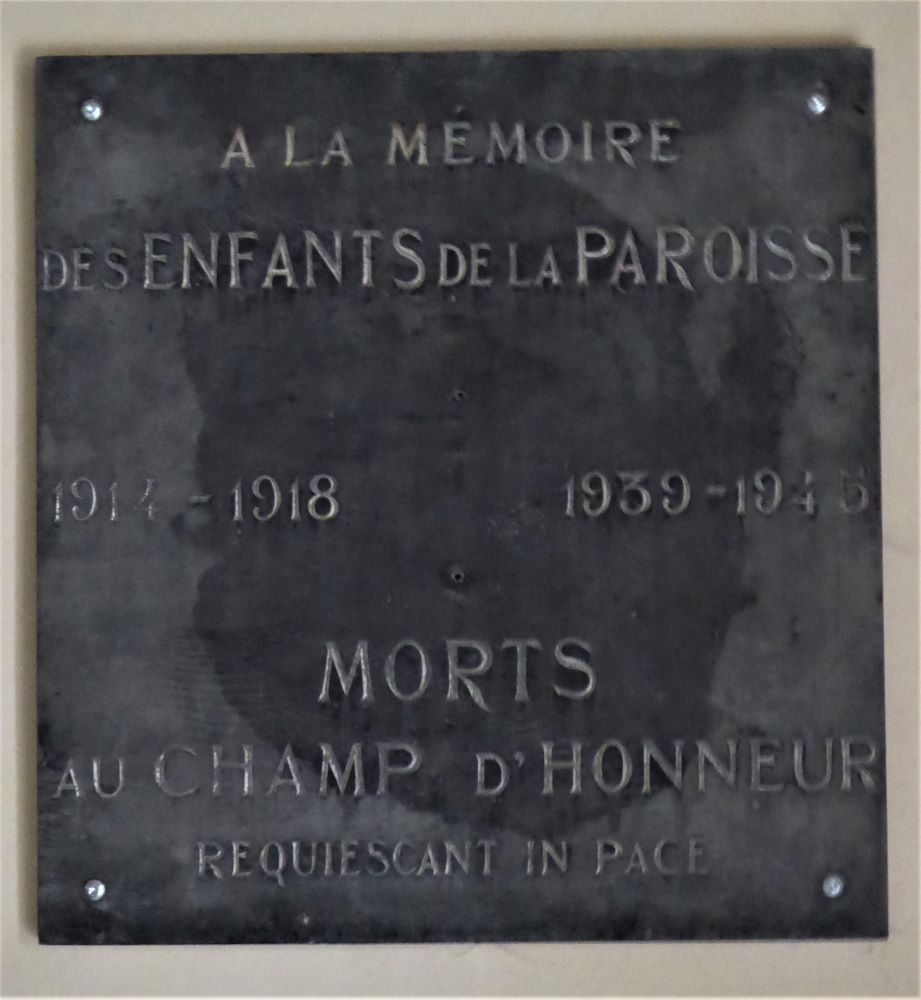 A LA MÉMOIRE
DES ENFANTS DE LA PAROISSE
1914 - 1918 1939 - 1945
MORTS
AU CHAMP D'HONNEUR
REQUIESCANT IN PACE